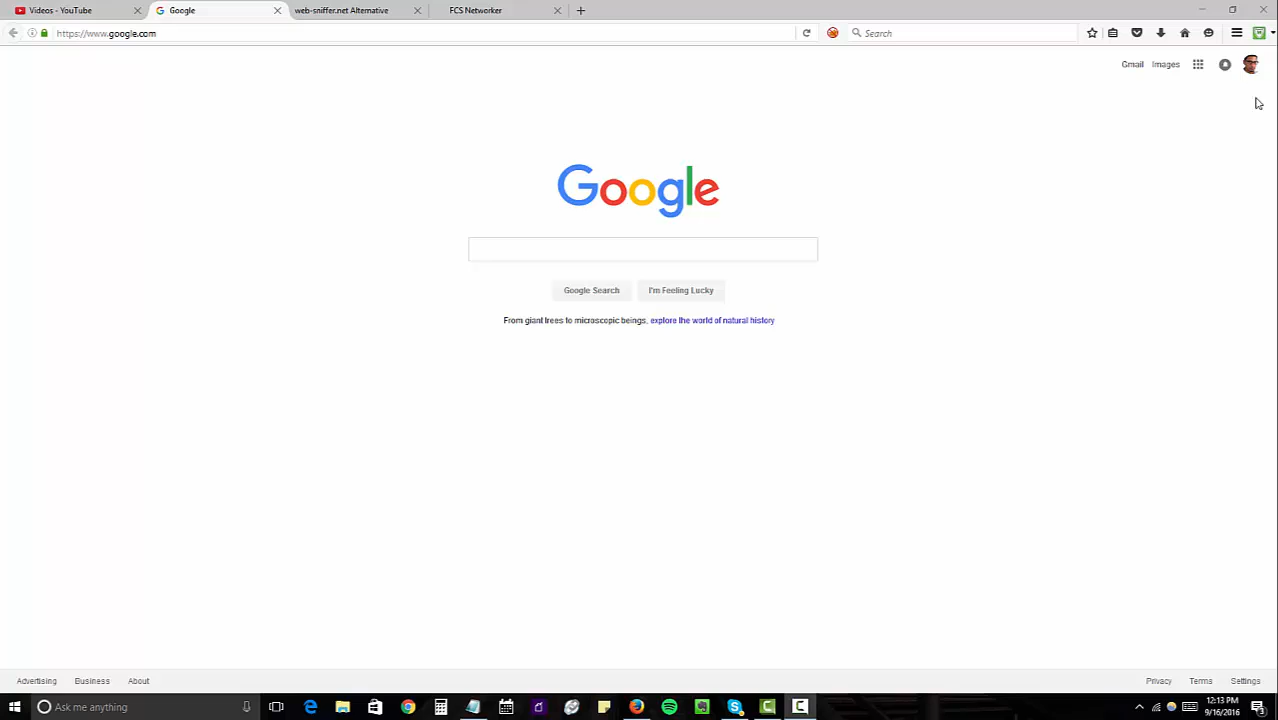 Videos - YouTube
Google
web-sniffer.net Alternative
FCS Networker
https://www.google.com
Search
Gmail Images
Google
Google Search
I'm Feeling Lucky
From giant trees to microscopic beings, explore the world of natural history
Advertising Business About
Privacy Terms Settings
Ask me anything
12:13 PM
9/16/2016